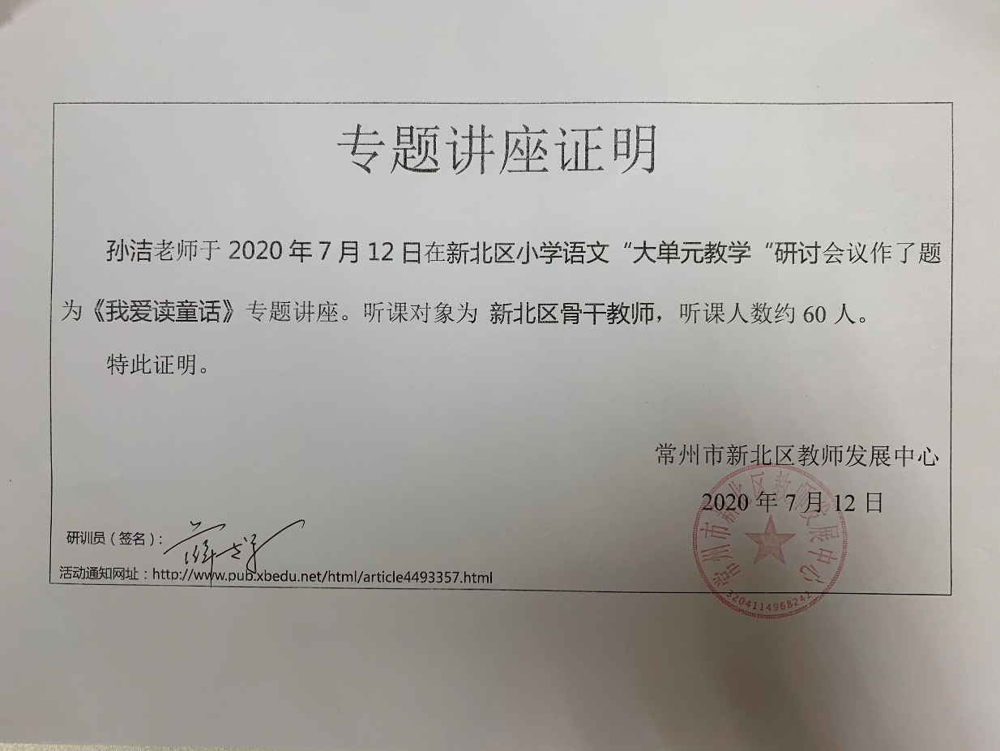 专题讲座证明
孙洁老师于 2020 年 7 月 12 日在新北区小学语文“大单元教学“研讨会议作了题
为《我爱读童话》专题讲座。听课对象为 新北区骨干教师，听课人数约 60 人。
特此证明。
常州市新北区教师发展中心
2020 年 7 月 12 日
常州市新北区教师发展中心
3204114968242
研训员（签名）：
活动通知网址：http://www.pub.xbedu.net/html/article4493357.html